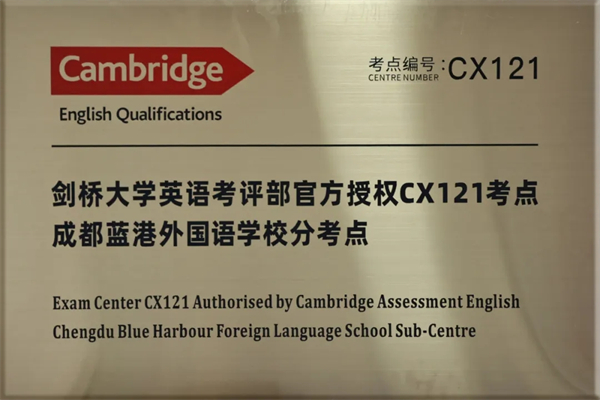 Cambridge
English Qualifications
考点编号:CX121
CENTRE NUMBER
剑桥大学英语考评部官方授权CX121考点
成都蓝港外国语学校分考点
Exam Center CX121 Authorised by Cambridge Assessment English
Chengdu Blue Harbour Foreign Language School Sub-Centre